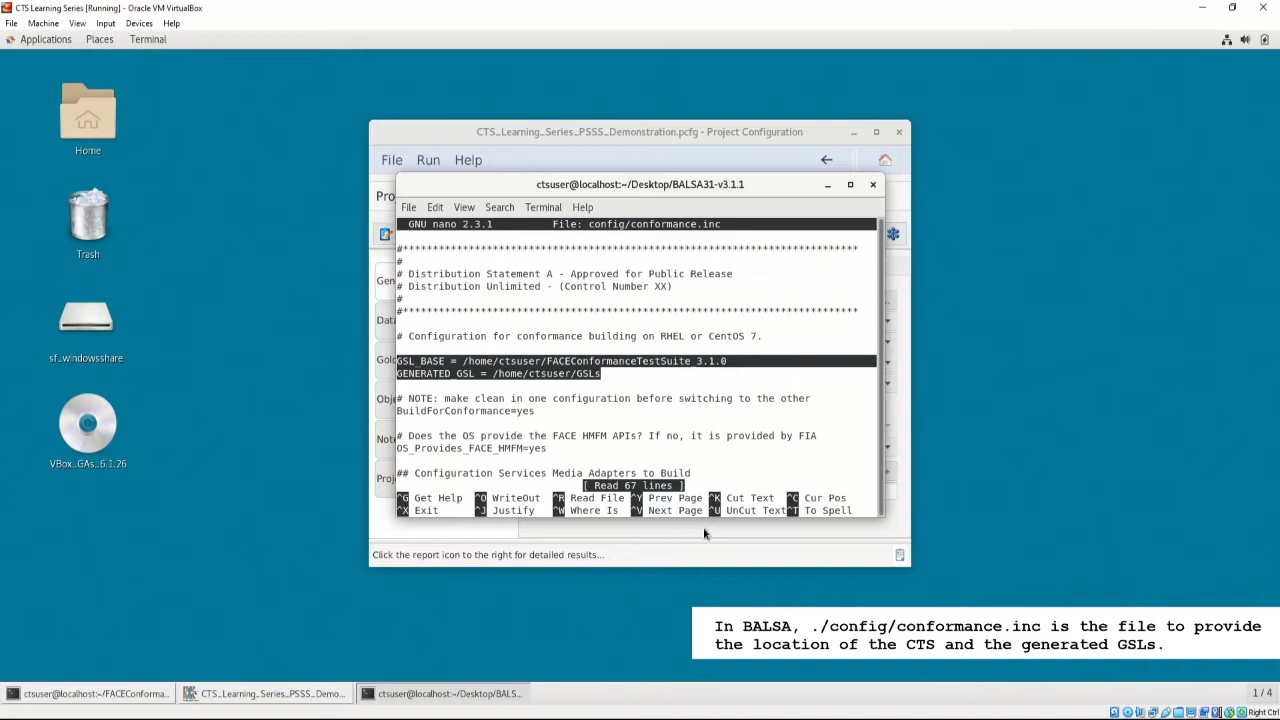 CTS Learning Series [Running] - Oracle VM VirtualBox
File Machine View Input Devices Help
Applications Places Terminal
Home
Trash
sf_windowsshare
VBox_GAs_6.1.26
CTS_Learning_Series_PSSS_Demonstration.pcfg - Project Configuration
File Run Help
Pro
Gen
Data
Gol
Obje
Not
Proj
ctsuser@localhost:~/Desktop/BALSA31-v3.1.1
File Edit View Search Terminal Help
GNU nano 2.3.1 File: config/conformance.inc
#**************************************************************************
#
# Distribution Statement A - Approved for Public Release
# Distribution Unlimited - (Control Number XX)
#
#**************************************************************************
# Configuration for conformance building on RHEL or CentOS 7.
GSL_BASE = /home/ctsuser/FACEConformanceTestSuite_3.1.0
GENERATED_GSL = /home/ctsuser/GSLs
# NOTE: make clean in one configuration before switching to the other
BuildForConformance=yes
# Does the OS provide the FACE HMFM APIs? If no, it is provided by FIA
OS_Provides_FACE_HMFM=yes
## Configuration Services Media Adapters to Build
[ Read 67 lines ]
^G Get Help ^O WriteOut ^R Read File ^Y Prev Page ^K Cut Text ^C Cur Pos
^X Exit ^J Justify ^W Where Is ^V Next Page ^U UnCut Text ^T To Spell
Click the report icon to the right for detailed results...
In BALSA, ./config/conformance.inc is the file to provide
the location of the CTS and the generated GSLs.
ctsuser@localhost:~/FACEConforma...
CTS_Learning_Series_PSSS_Demo...
ctsuser@localhost:~/Desktop/BALS...
1 / 4
Right Ctrl